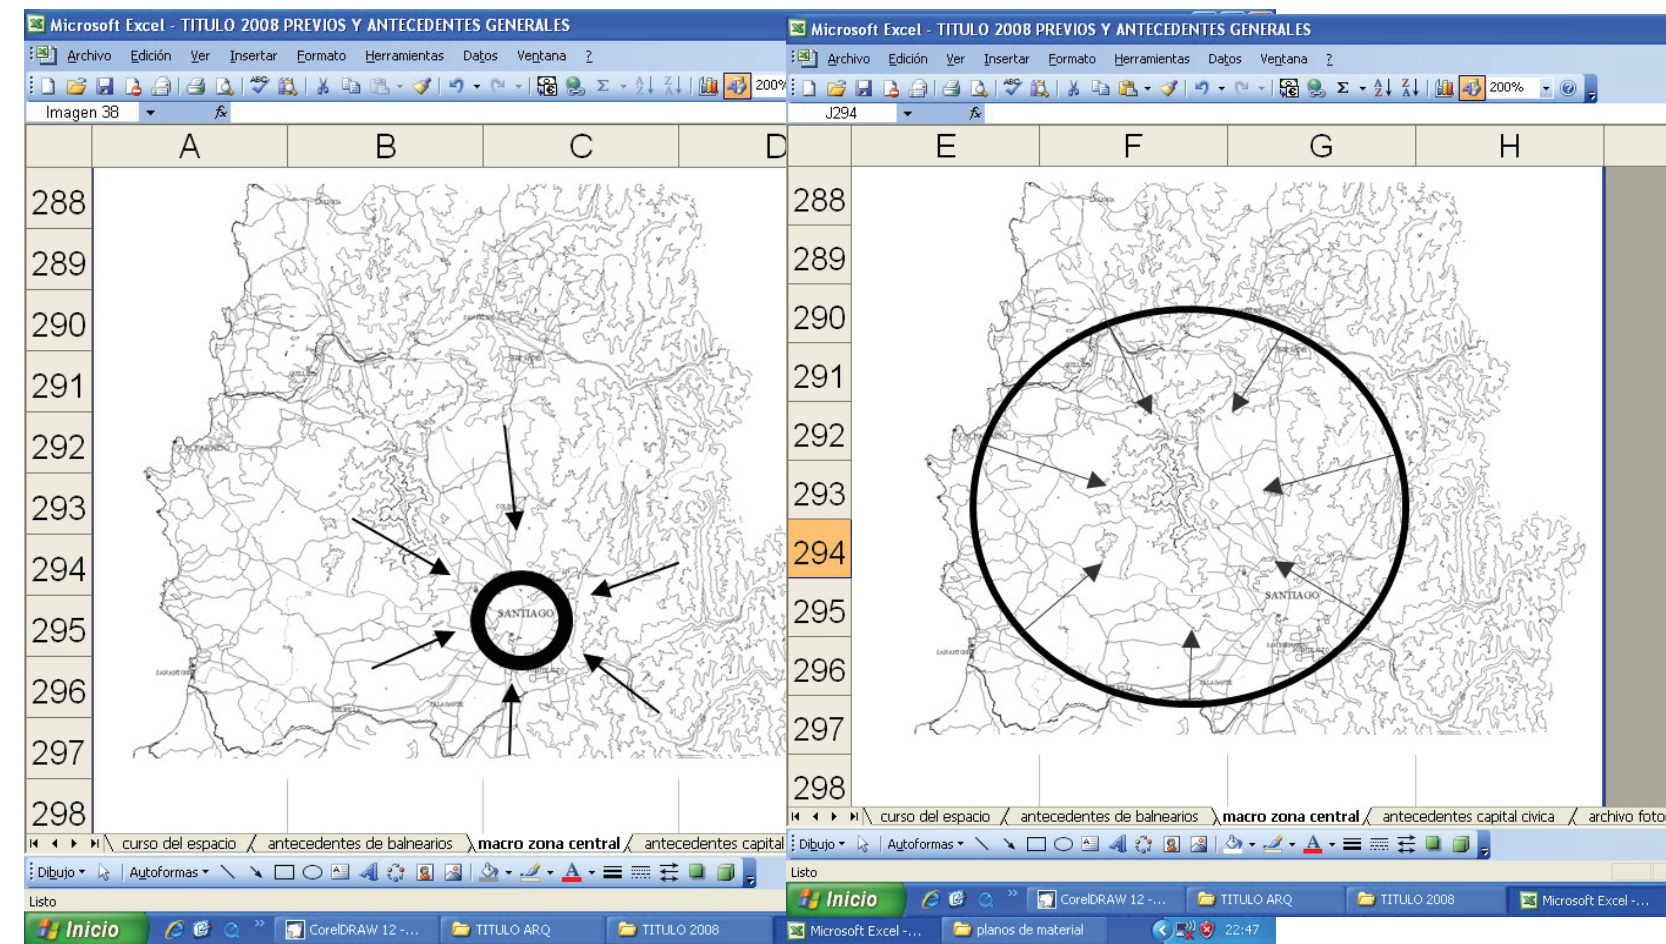 Microsoft Excel - TITULO 2008 PREVIOS Y ANTECEDENTES GENERALES
Archivo Edición Ver Insertar Formato Herramientas Datos Ventana ?
200%
Imagen 38 fx
A B C D
288
289
290
291
292
293
294
295
296
297
298
SANTIAGO
curso del espacio antecedentes de balnearios macro zona central antecedentes capital
Dibujo Autoformas
Listo
Inicio CorelDRAW 12 -... TITULO ARQ TITULO 2008
Microsoft Excel - TITULO 2008 PREVIOS Y ANTECEDENTES GENERALES
Archivo Edición Ver Insertar Formato Herramientas Datos Ventana ?
200%
J294 fx
E F G H
288
289
290
291
292
293
294
295
296
297
298
SANTIAGO
curso del espacio antecedentes de balnearios macro zona central antecedentes capital civica archivo foto
Dibujo Autoformas
Listo
Inicio CorelDRAW 12 -... TITULO ARQ TITULO 2008 Microsoft Excel -...
Microsoft Excel -... planos de material 22:47